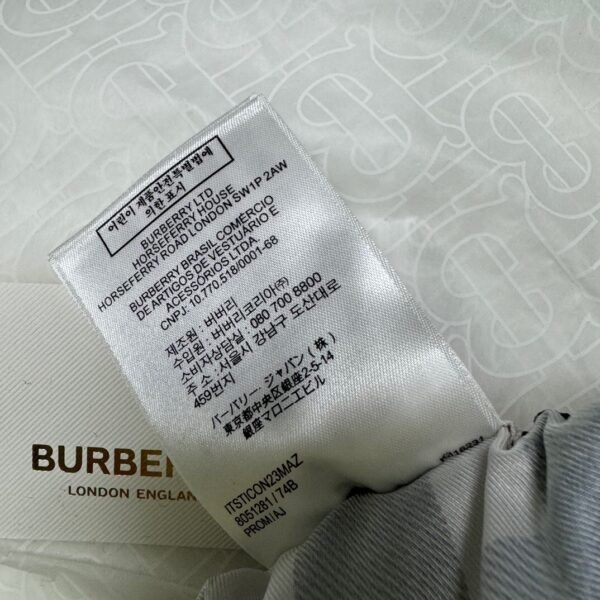 어린이 제품안전특별법에
의한 표시
BURBERRY LTD
HORSEFERRY HOUSE
HORSEFERRY ROAD LONDON SW1P 2AW
BURBERRY BRASIL COMERCIO
DE ARTIGOS DE VESTUÁRIO E
ACESSÓRIOS LTDA.
CNPJ: 10.770.518/0001-68
제조원 : 버버리
수입원 : 버버리코리아(주)
소비자상담실 : 080 700 8800
주소 : 서울시 강남구 도산대로
459번지
バーバリー. ジャパン ( 株 )
東京都中央区銀座2-5-14
銀座マロニエビル
ITSTICON23MAZ
8051281 / 74B
PROM / AJ
BURBER
LONDON ENGLAN